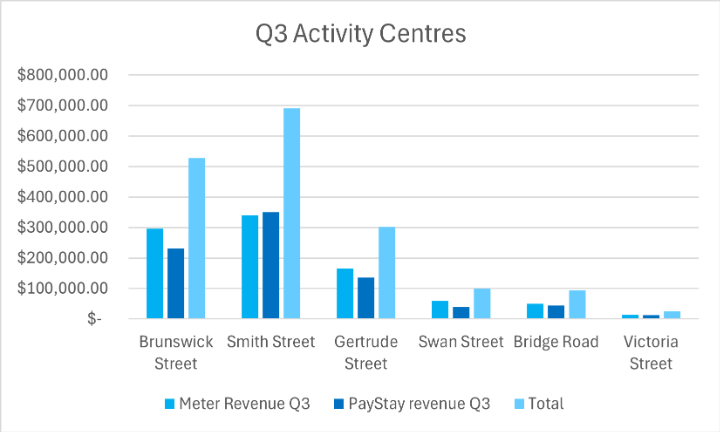 Q3 Activity Centres
$800,000.00
$700,000.00
$600,000.00
$500,000.00
$400,000.00
$300,000.00
$200,000.00
$100,000.00
$-
Brunswick Street
Smith Street
Gertrude Street
Swan Street
Bridge Road
Victoria Street
Meter Revenue Q3
PayStay revenue Q3
Total